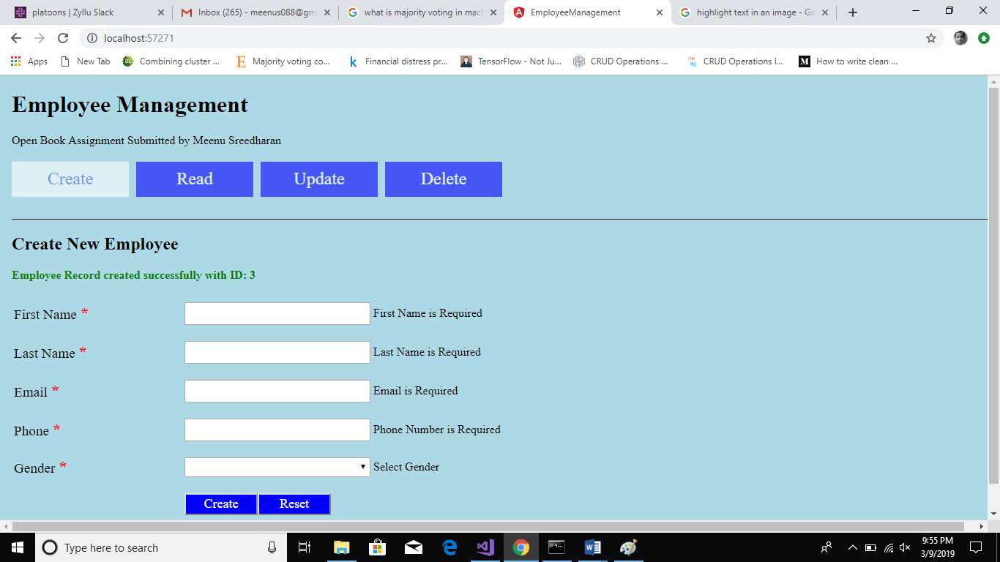 platoons | Zyllu Slack
Inbox (265) - meenus088@gm
what is majority voting in mac
EmployeeManagement
highlight text in an image - Go
localhost:57271
Apps
New Tab
Combining cluster ...
Majority voting co...
Financial distress pr...
TensorFlow - Not Ju...
CRUD Operations ...
CRUD Operations I...
How to write clean ...
Employee Management
Open Book Assignment Submitted by Meenu Sreedharan
Create Read Update Delete
Create New Employee
Employee Record created successfully with ID: 3
First Name * First Name is Required
Last Name * Last Name is Required
Email * Email is Required
Phone * Phone Number is Required
Gender * Select Gender
Create Reset
Type here to search
9:55 PM
3/9/2019